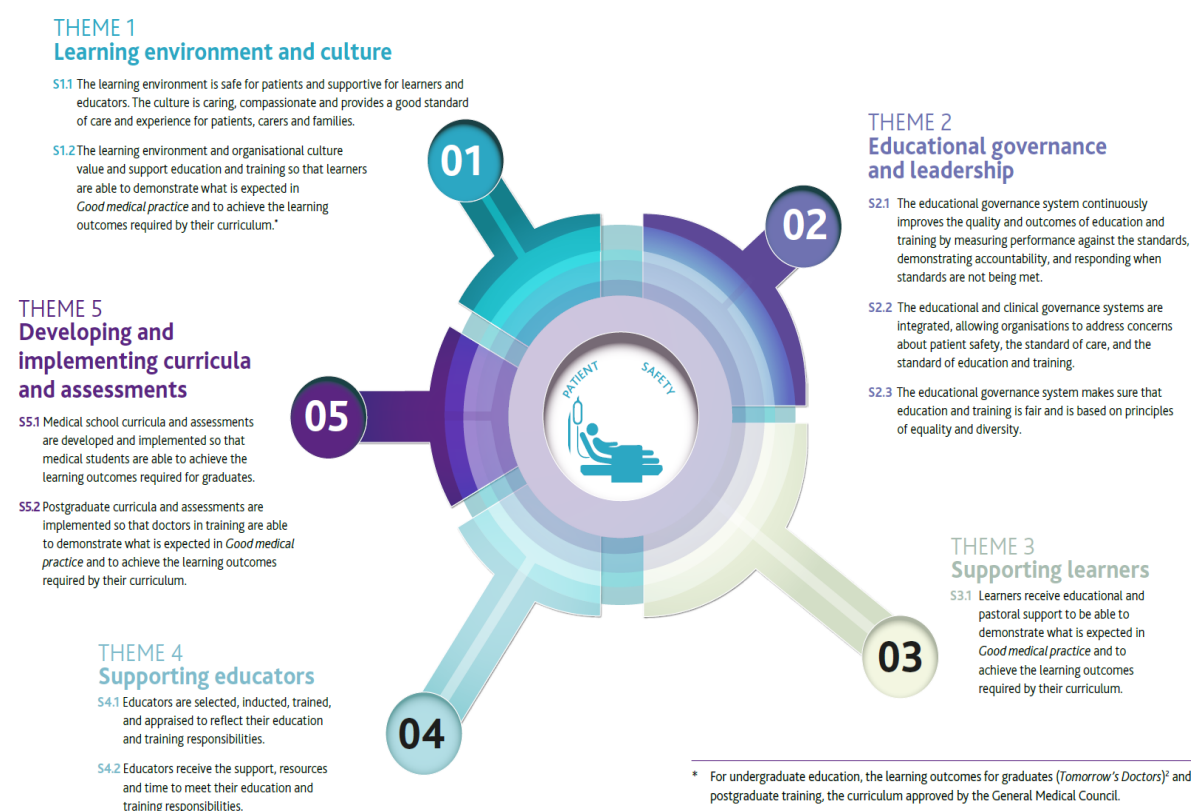 THEME 1
Learning environment and culture
S1.1 The learning environment is safe for patients and supportive for learners and
educators. The culture is caring, compassionate and provides a good standard
of care and experience for patients, carers and families.
S1.2 The learning environment and organisational culture
value and support education and training so that learners
are able to demonstrate what is expected in
Good medical practice and to achieve the learning
outcomes required by their curriculum.*
01
THEME 2
Educational governance
and leadership
S2.1 The educational governance system continuously
improves the quality and outcomes of education and
training by measuring performance against the standards,
demonstrating accountability, and responding when
standards are not being met.
S2.2 The educational and clinical governance systems are
integrated, allowing organisations to address concerns
about patient safety, the standard of care, and the
standard of education and training.
S2.3 The educational governance system makes sure that
education and training is fair and is based on principles
of equality and diversity.
02
THEME 5
Developing and
implementing curricula
and assessments
S5.1 Medical school curricula and assessments
are developed and implemented so that
medical students are able to achieve the
learning outcomes required for graduates.
S5.2 Postgraduate curricula and assessments are
implemented so that doctors in training are able
to demonstrate what is expected in Good medical
practice and to achieve the learning outcomes
required by their curriculum.
05
PATIENT SAFETY
THEME 3
Supporting learners
S3.1 Learners receive educational and
pastoral support to be able to
demonstrate what is expected in
Good medical practice and to
achieve the learning outcomes
required by their curriculum.
03
THEME 4
Supporting educators
S4.1 Educators are selected, inducted, trained,
and appraised to reflect their education
and training responsibilities.
S4.2 Educators receive the support, resources
and time to meet their education and
training responsibilities.
04
* For undergraduate education, the learning outcomes for graduates (Tomorrow's Doctors)² and
postgraduate training, the curriculum approved by the General Medical Council.